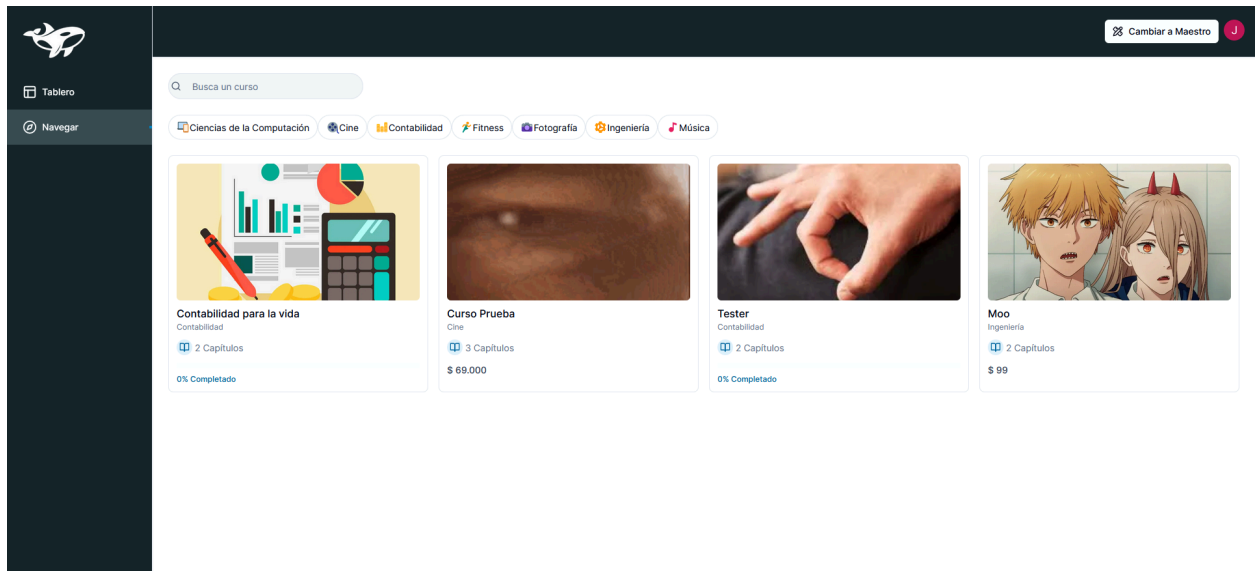 Cambiar a Maestro
J
Tablero
Navegar
Busca un curso
Ciencias de la Computación
Cine
Contabilidad
Fitness
Fotografía
Ingeniería
Música
Contabilidad para la vida
Contabilidad
2 Capítulos
0% Completado
Curso Prueba
Cine
3 Capítulos
$ 69.000
Tester
Contabilidad
2 Capítulos
0% Completado
Moo
Ingeniería
2 Capítulos
$ 99